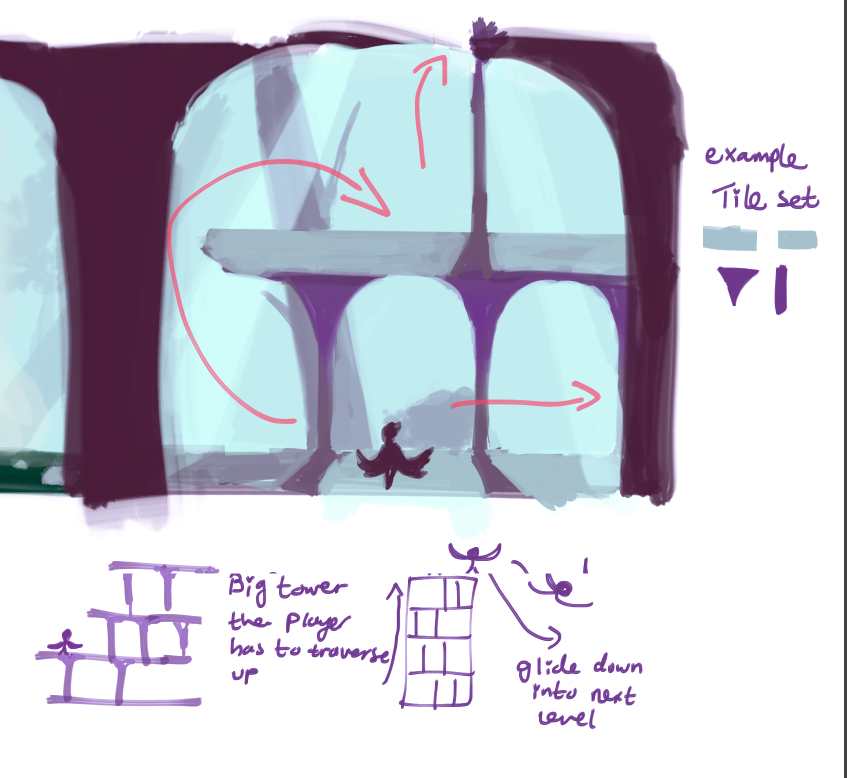 example
Tile set
Big tower
the Player
has to traverse
up
glide down
into next
level